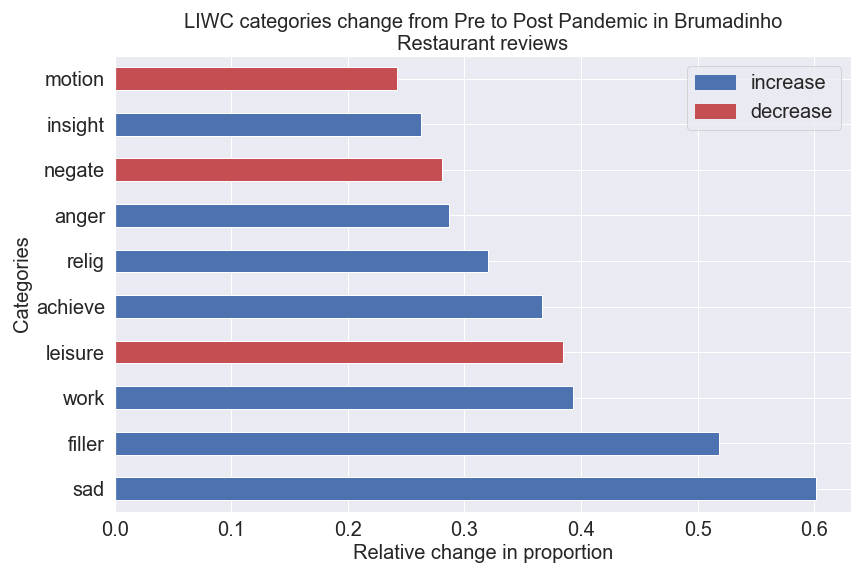 LIWC categories change from Pre to Post Pandemic in Brumadinho
Restaurant reviews
increase
decrease
Categories
motion
insight
negate
anger
relig
achieve
leisure
work
filler
sad
0.0 0.1 0.2 0.3 0.4 0.5 0.6
Relative change in proportion